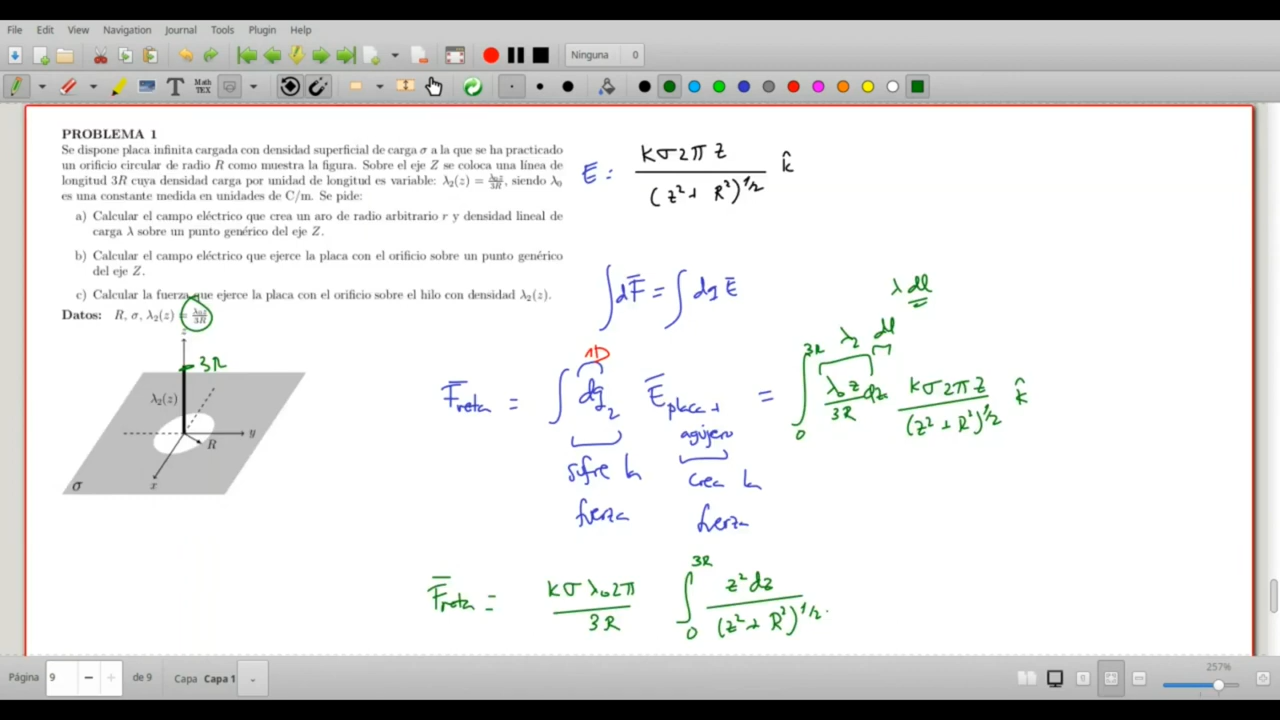 File Edit View Navigation Journal Tools Plugin Help
Ninguna 0
T Math TEX
PROBLEMA 1
Se dispone placa infinita cargada con densidad superficial de carga σ a la que se ha practicado
un orificio circular de radio R como muestra la figura. Sobre el eje Z se coloca una línea de
longitud 3R cuya densidad carga por unidad de longitud es variable: λ₂(z) = λ₀z/3R, siendo λ₀
es una constante medida en unidades de C/m. Se pide:
a) Calcular el campo eléctrico que crea un aro de radio arbitrario r y densidad lineal de
carga λ sobre un punto genérico del eje Z.
b) Calcular el campo eléctrico que ejerce la placa con el orificio sobre un punto genérico
del eje Z.
c) Calcular la fuerza que ejerce la placa con el orificio sobre el hilo con densidad λ₂(z).
Datos: R, σ, λ₂(z) = λ₀z/3R
z
3R
λ₂(z)
y
R
x
σ
E = kσ2πz / (z² + R²)^1/2 k̂
∫dF̄ = ∫dq Ē
λ dl
F̄reta = ∫ dq₂ Ēplaca + agujero = ∫₀^3R λ₀z/3R dz kσ2πz / (z² + R²)^1/2 k̂
1D
λ₂ dl
sufre la fuerza
crea la fuerza
F̄reta = kσλ₀2π / 3R ∫₀^3R z² dz / (z² + R²)^1/2
Página 9 de 9 Capa Capa 1
257%